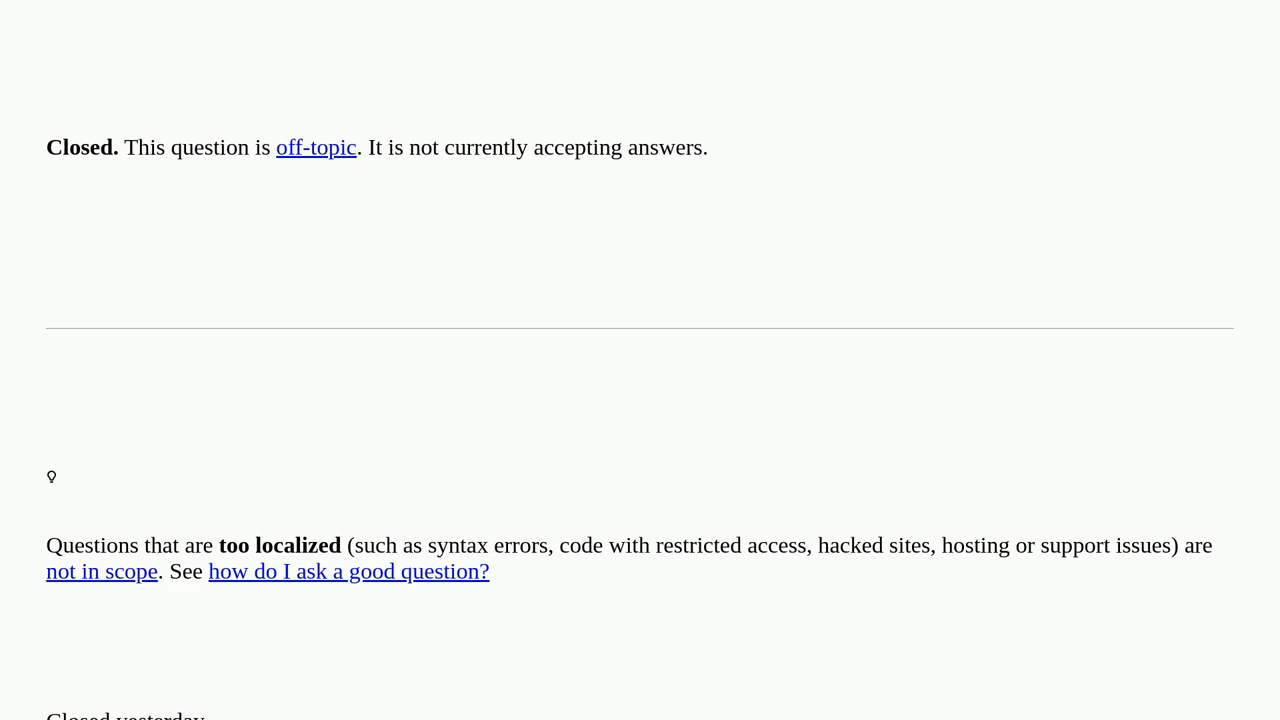 Closed. This question is off-topic. It is not currently accepting answers.
Questions that are too localized (such as syntax errors, code with restricted access, hacked sites, hosting or support issues) are
not in scope. See how do I ask a good question?
Closed yesterday.